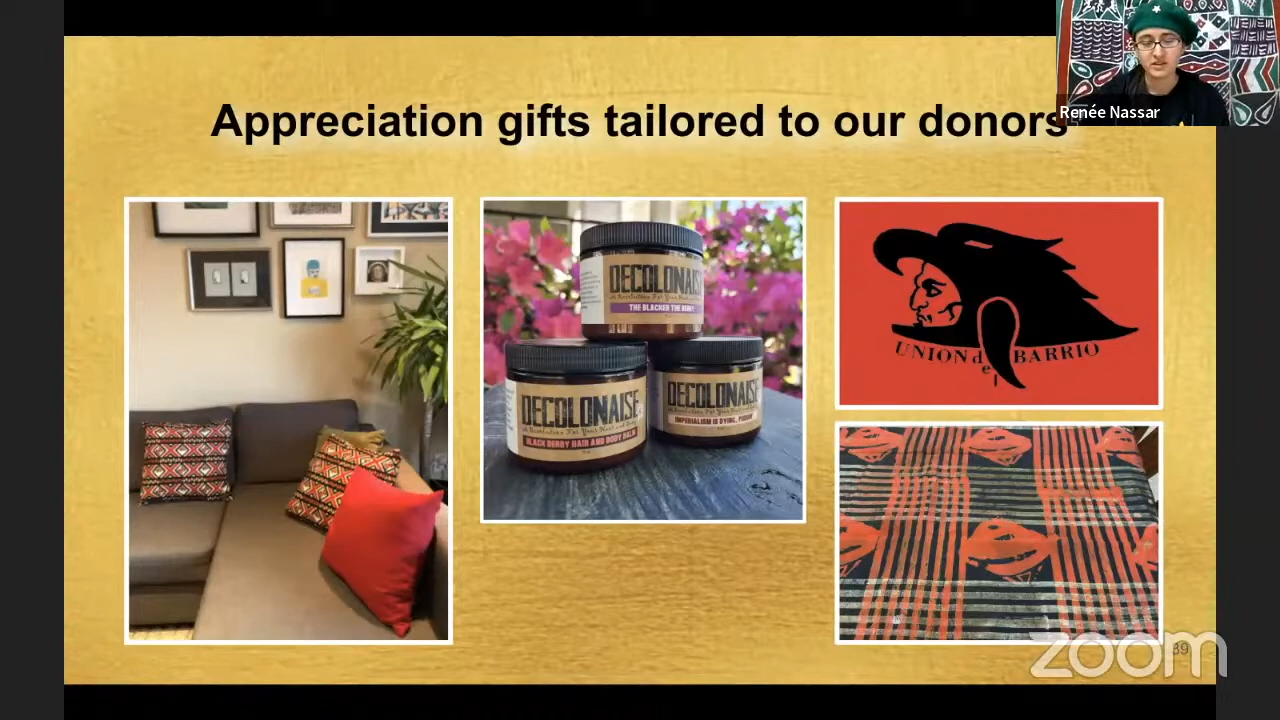 Appreciation gifts tailored to our donors
Renée Nassar
DECOLONAISE
THE BLACKER THE BERRY
DECOLONAISE
BLACK BERRY HAIR AND BODY BALM
DECOLONAISE
IMPERIALISM IS DYING,
UNION del BARRIO
zoom
39